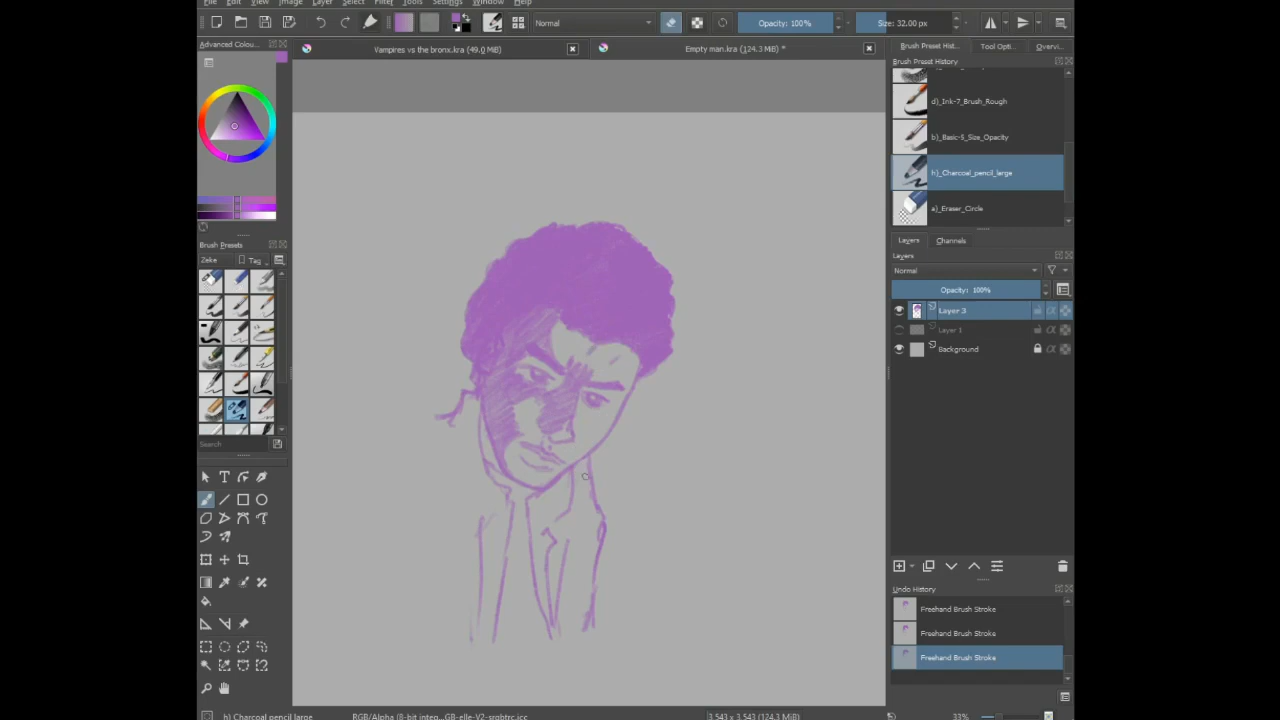 File Edit View Image Layer Select Filter Tools Settings Window Help
Normal
Opacity: 100%
Size: 32.00 px
Advanced Colou...
Vampires vs the bronx.kra (49.0 MiB)
Empty man.kra (124.3 MiB) *
Brush Preset Hist...
Tool Opti...
Overvi...
Brush Preset History
d)_Ink-7_Brush_Rough
b)_Basic-5_Size_Opacity
h)_Charcoal_pencil_large
a)_Eraser_Circle
Layers
Channels
Layers
Normal
Opacity: 100%
Layer 3
Layer 1
Background
Brush Presets
Zeke
Tag
Search
Undo History
Freehand Brush Stroke
Freehand Brush Stroke
Freehand Brush Stroke
h) Charcoal pencil large
RGB/Alpha (8-bit integ...GB-elle-V2-srgbtrc.icc
3,543 x 3,543 (124.3 MiB)
33%